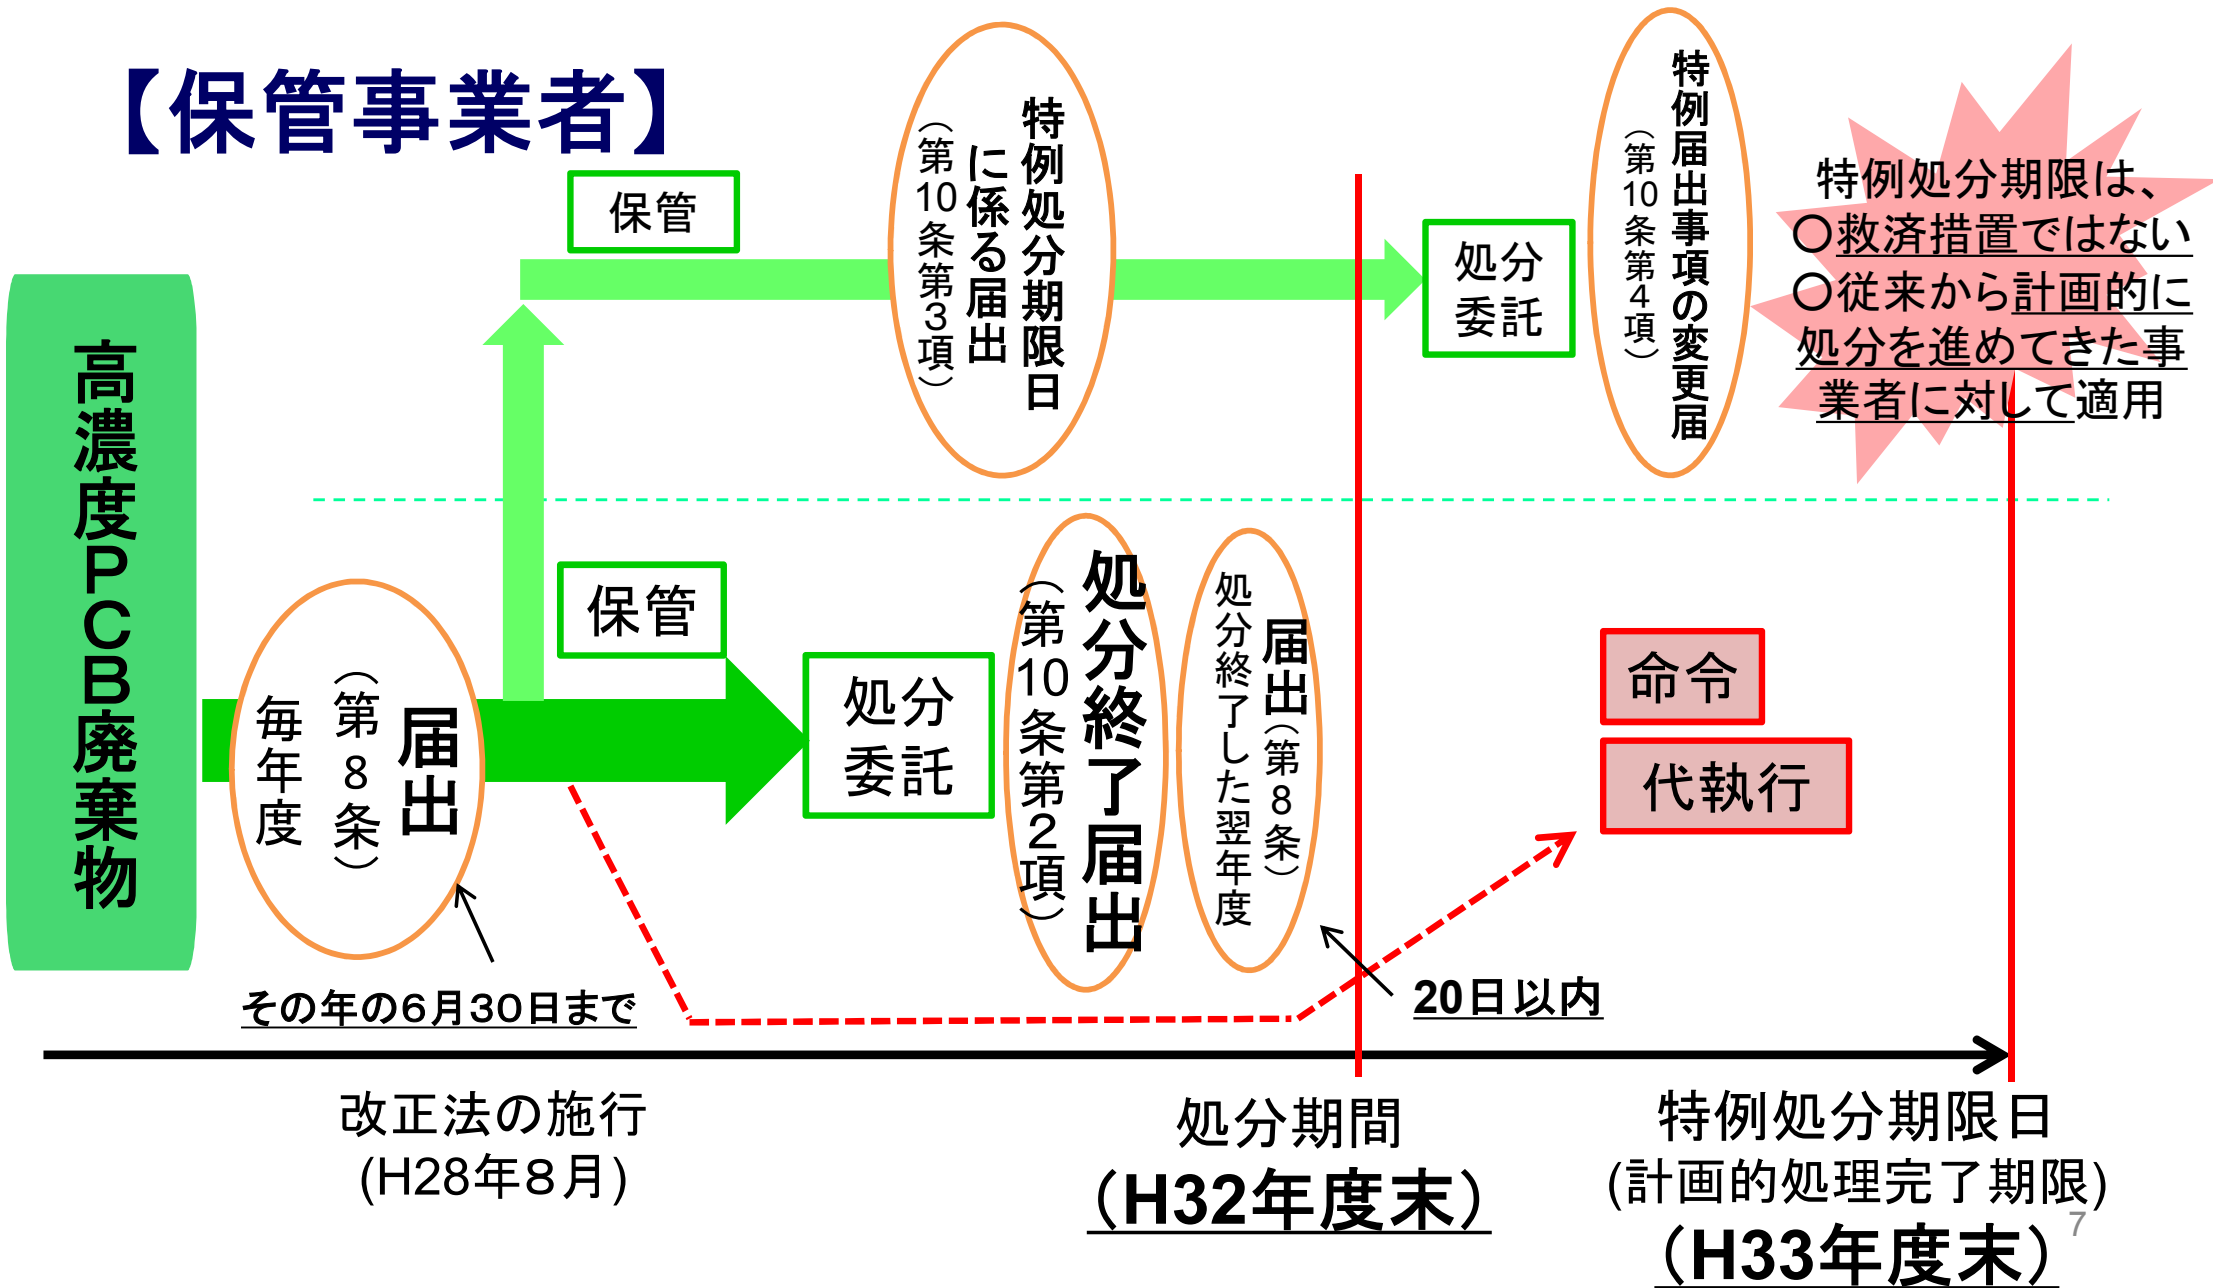 【保管事業者】
高濃度ＰＣＢ廃棄物
保管
特例処分期限日
に係る届出
（第10条第３項）
処分
委託
特例届出事項の変更届
（第10条第４項）
特例処分期限は、
○救済措置ではない
○従来から計画的に
処分を進めてきた事
業者に対して適用
届出
（第８条）
毎年度
保管
処分
委託
処分終了届出
（第10条第２項）
届出（第８条）
処分終了した翌年度
命令
代執行
その年の６月３０日まで
20日以内
改正法の施行
(H28年８月)
処分期間
（H32年度末）
特例処分期限日
(計画的処理完了期限)
（H33年度末）
7